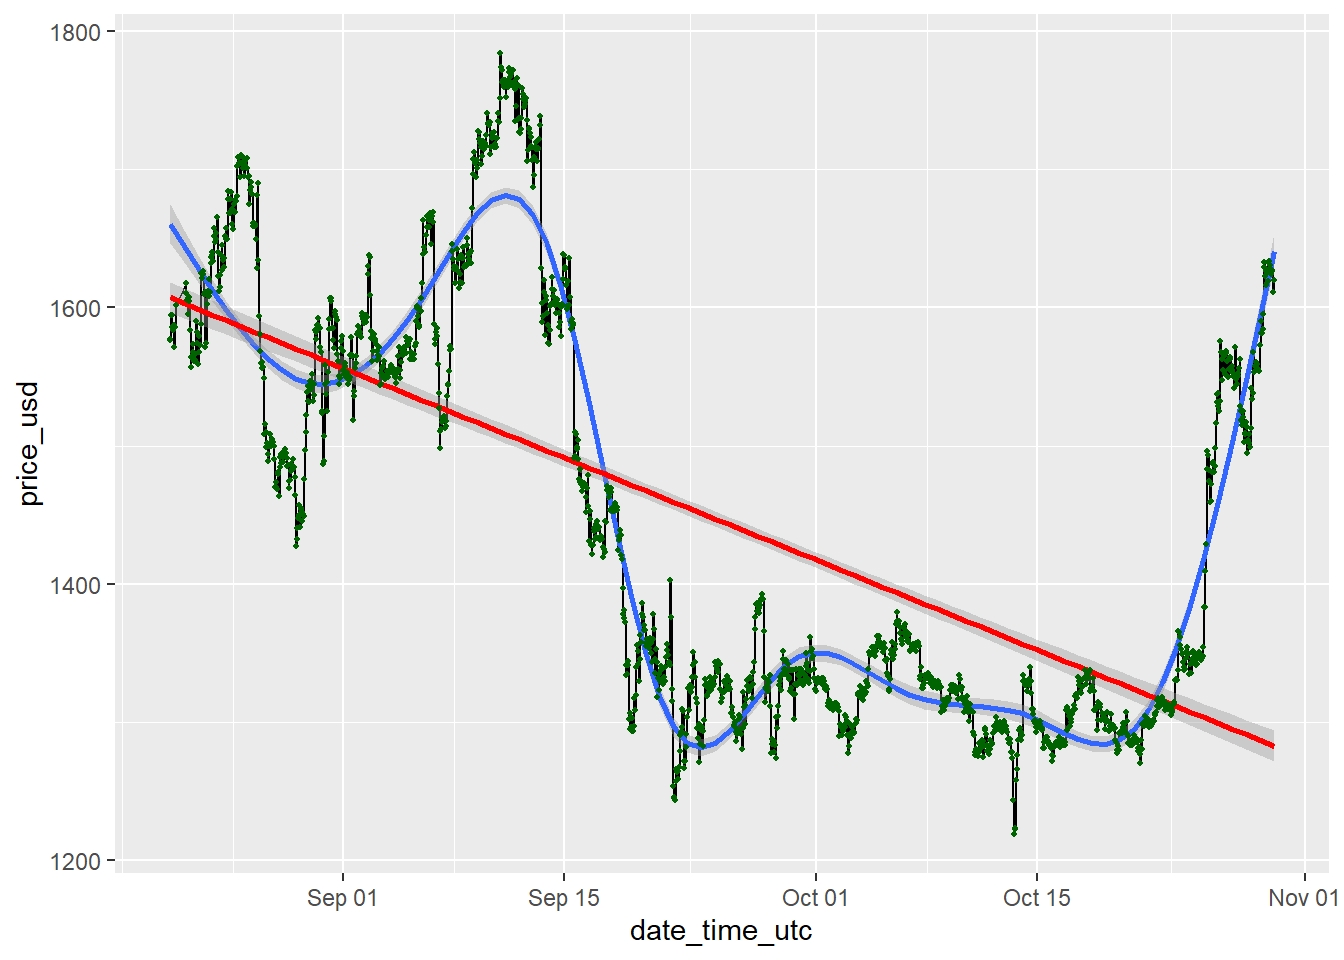 1800
1600
1400
1200
price_usd
Sep 01
Sep 15
Oct 01
Oct 15
Nov 01
date_time_utc